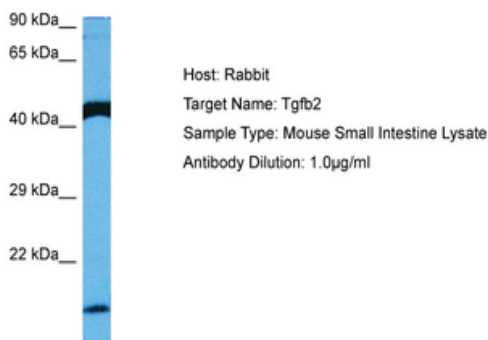 90 kDa__
65 kDa__
Host: Rabbit
Target Name: Tgfb2
40 kDa__
Sample Type: Mouse Small Intestine Lysate
Antibody Dilution: 1.0µg/ml
29 kDa__
22 kDa__